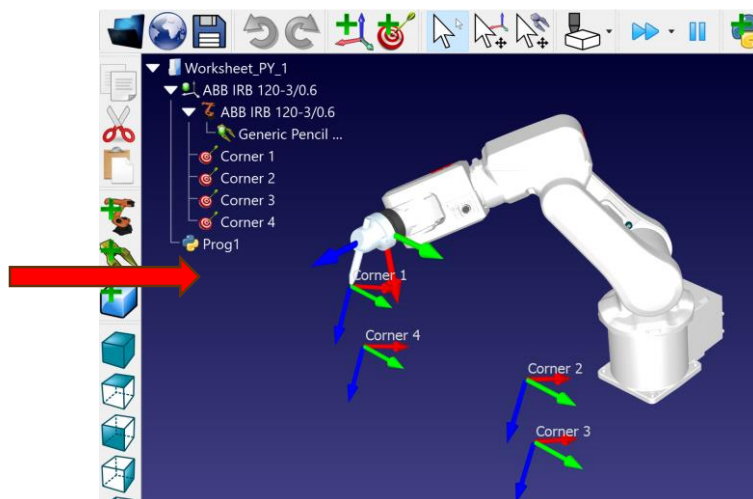 Worksheet_PY_1
ABB IRB 120-3/0.6
ABB IRB 120-3/0.6
Generic Pencil ...
Corner 1
Corner 2
Corner 3
Corner 4
Prog1
Corner 1
Corner 4
Corner 2
Corner 3